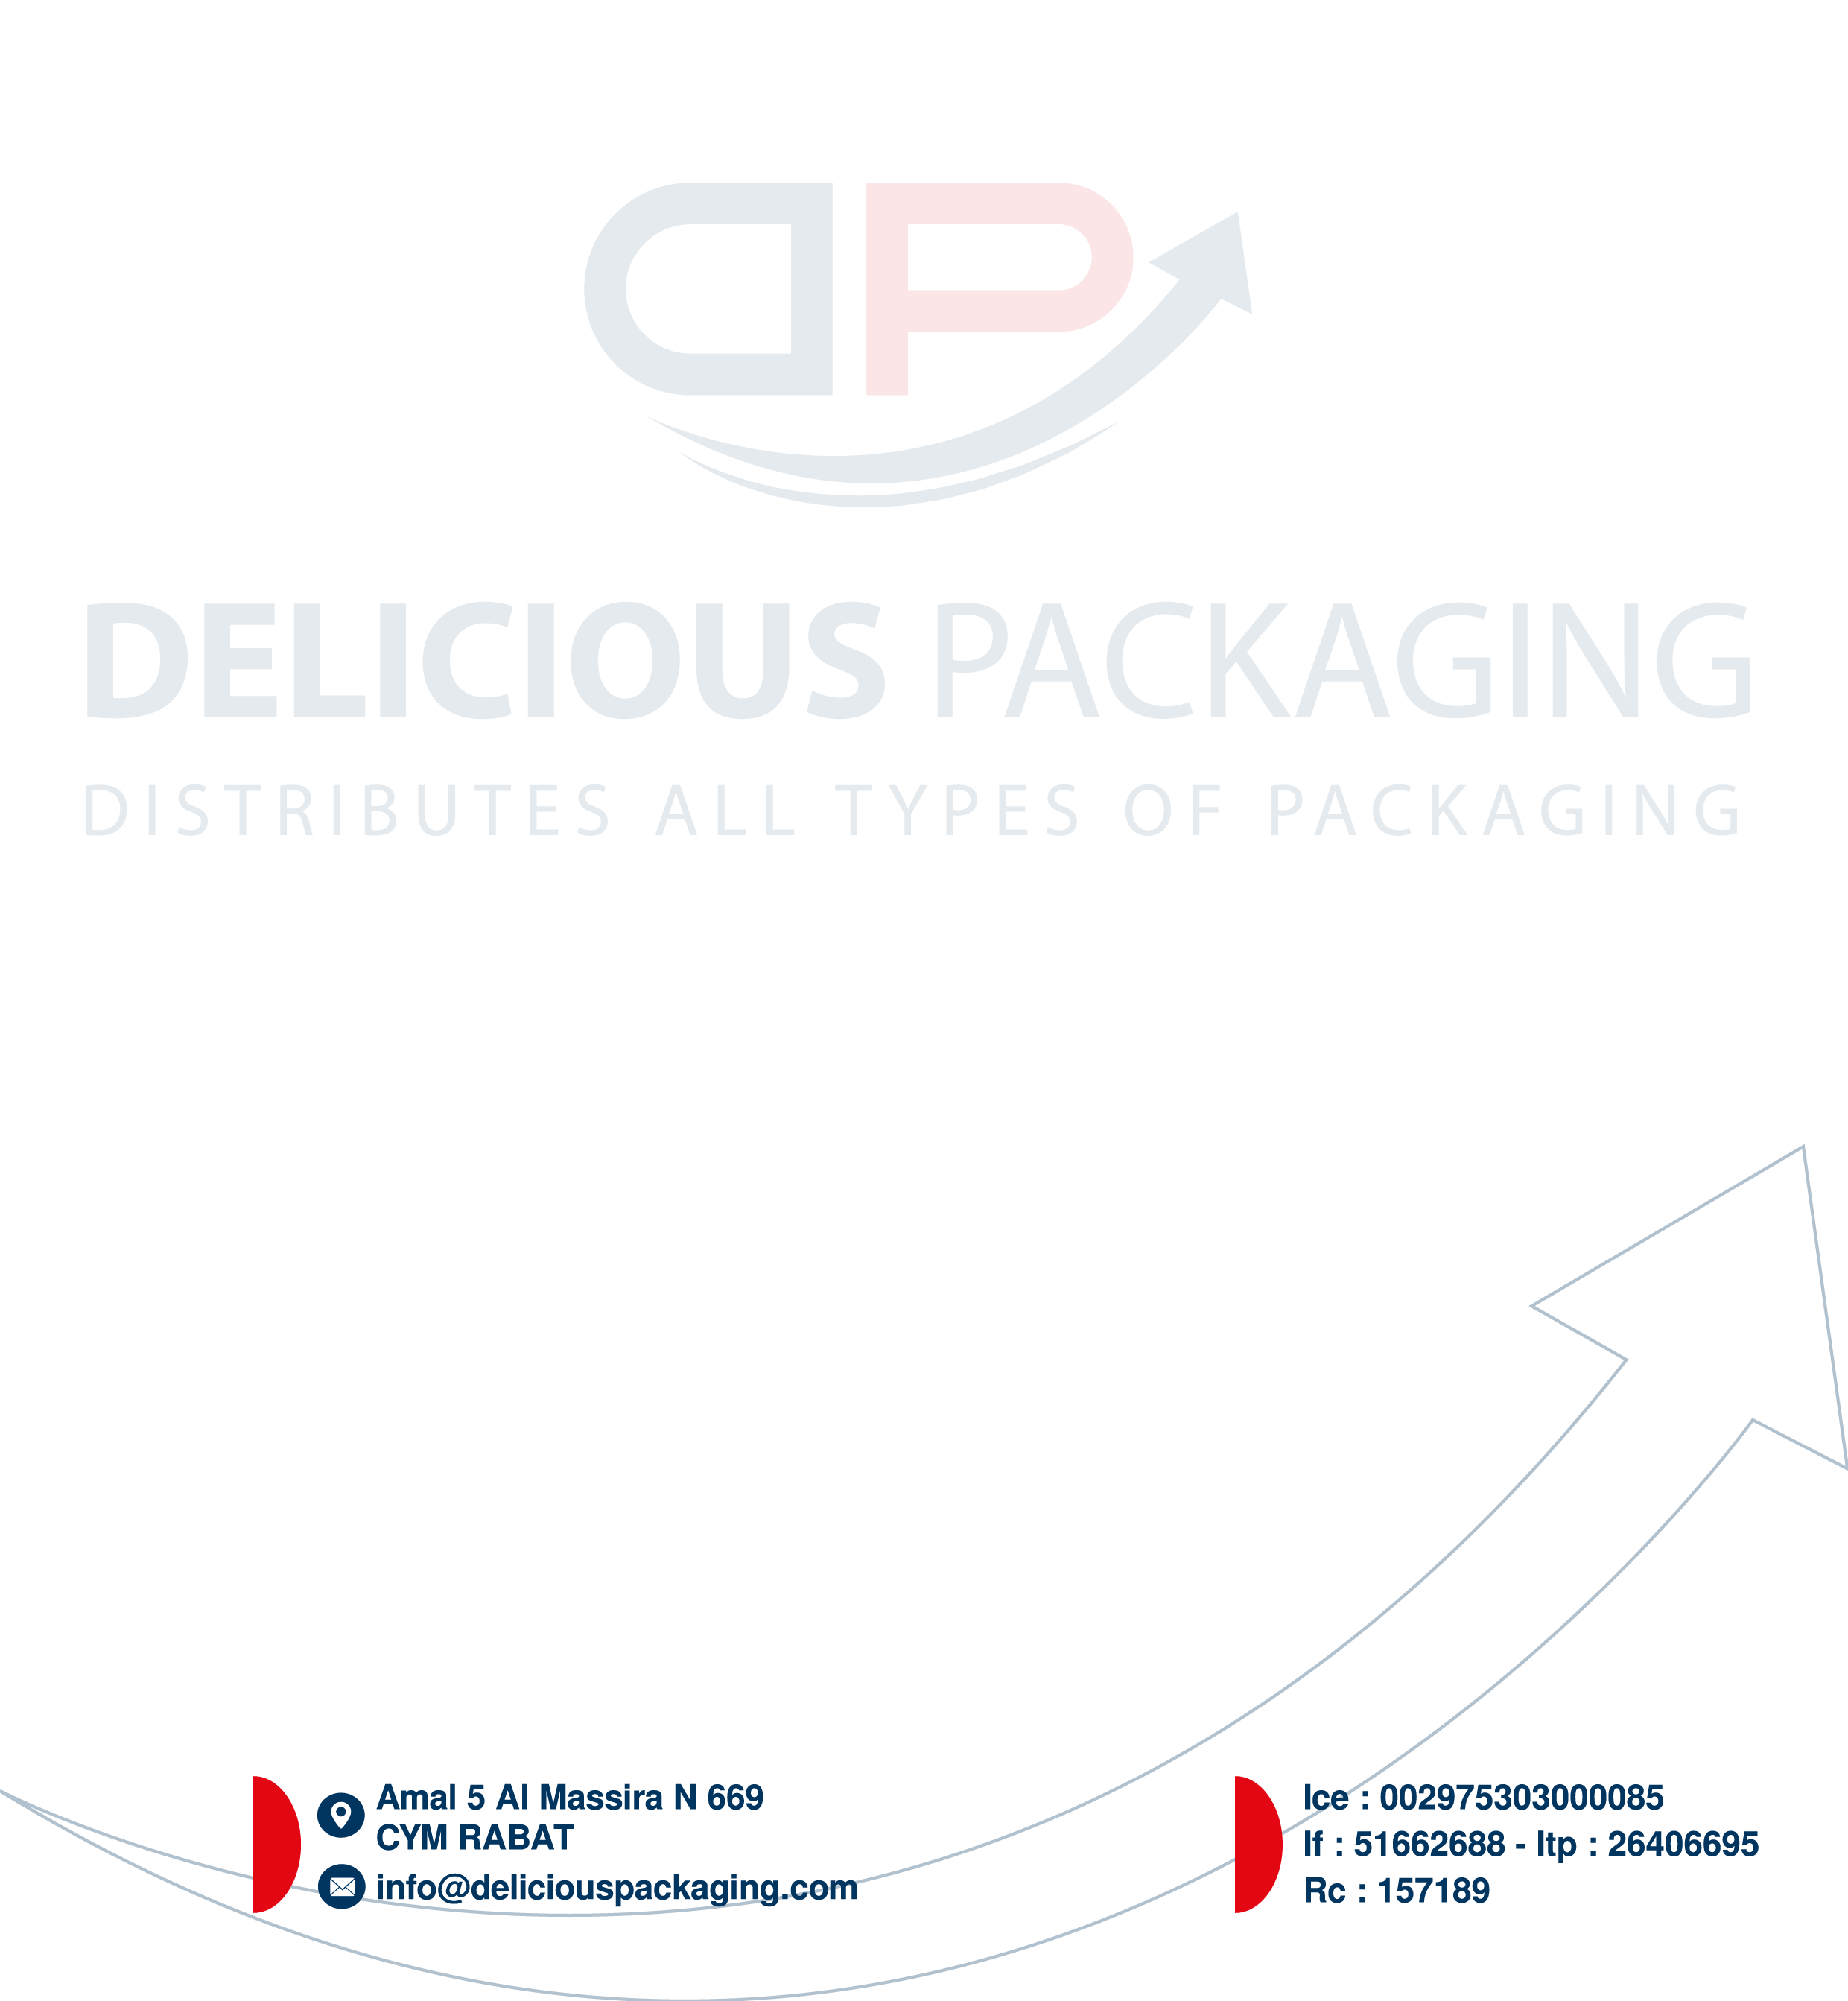 DP
DELICIOUS PACKAGING
DISTRIBUTES ALL TYPES OF PACKAGING
Amal 5 Al Massira N 669
CYM RABAT
info@deliciouspackaging.com
Ice : 002975303000085
If : 51662688 - Itp : 26406695
Rc : 157189